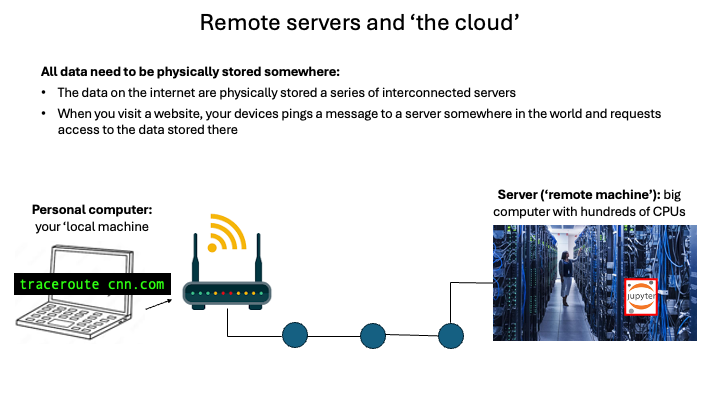 Remote servers and ‘the cloud’
All data need to be physically stored somewhere:
• The data on the internet are physically stored a series of interconnected servers
• When you visit a website, your devices pings a message to a server somewhere in the world and requests
access to the data stored there
Personal computer:
your ‘local machine
traceroute cnn.com
Server (‘remote machine’): big
computer with hundreds of CPUs
jupyter